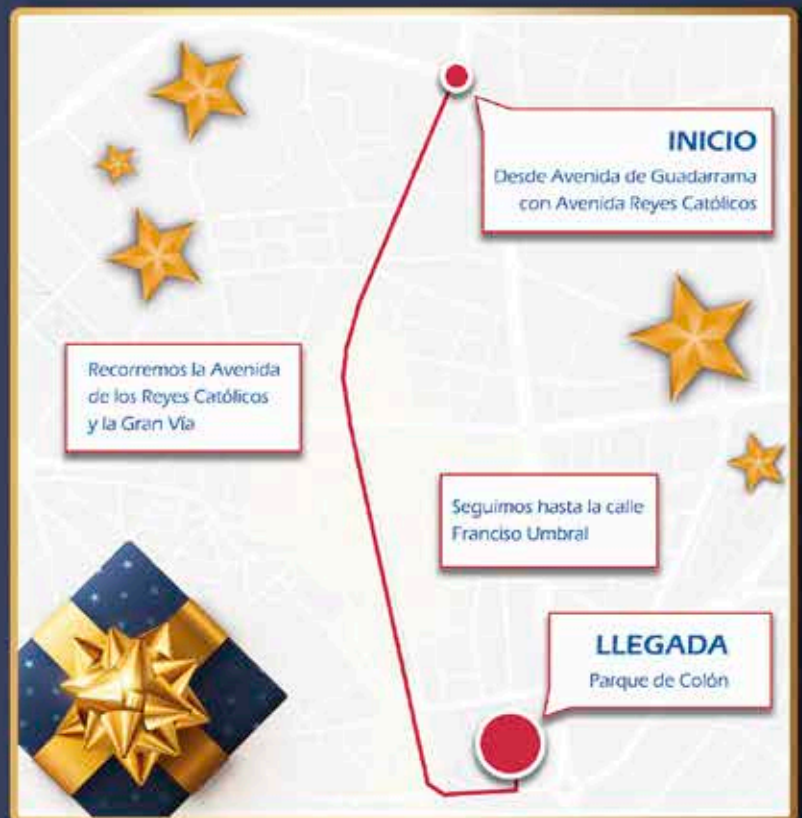 INICIO
Desde Avenida de Guadarrama
con Avenida Reyes Católicos
Recorremos la Avenida
de los Reyes Católicos
y la Gran Vía
Seguimos hasta la calle
Franciso Umbral
LLEGADA
Parque de Colón